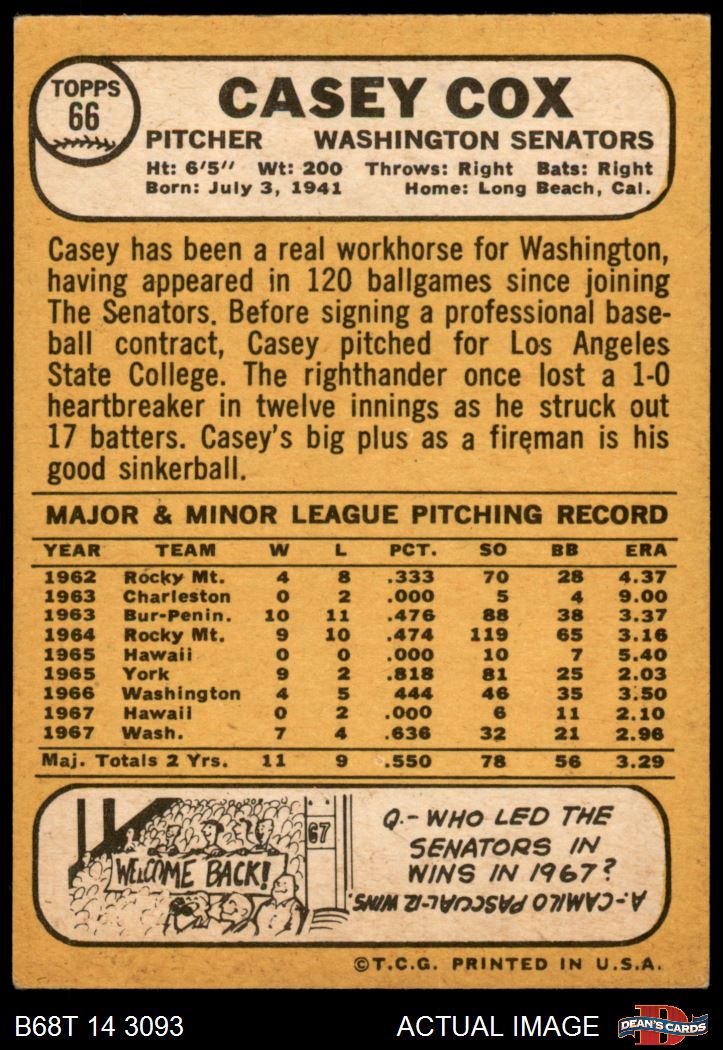 TOPPS
66
CASEY COX
PITCHER WASHINGTON SENATORS
Ht: 6'5" Wt: 200 Throws: Right Bats: Right
Born: July 3, 1941 Home: Long Beach, Cal.
Casey has been a real workhorse for Washington,
having appeared in 120 ballgames since joining
The Senators. Before signing a professional base-
ball contract, Casey pitched for Los Angeles
State College. The righthander once lost a 1-0
heartbreaker in twelve innings as he struck out
17 batters. Casey's big plus as a fireman is his
good sinkerball.
MAJOR & MINOR LEAGUE PITCHING RECORD
YEAR TEAM W L PCT. SO BB ERA
1962 Rocky Mt. 4 8 .333 70 28 4.37
1963 Charleston 0 2 .000 5 4 9.00
1963 Bur-Penin. 10 11 .476 88 38 3.37
1964 Rocky Mt. 9 10 .474 119 65 3.16
1965 Hawaii 0 0 .000 10 7 5.40
1965 York 9 2 .818 81 25 2.03
1966 Washington 4 5 444 46 35 3.50
1967 Hawaii 0 2 .000 6 11 2.10
1967 Wash. 7 4 .636 32 21 2.96
Maj. Totals 2 Yrs. 11 9 .550 78 56 3.29
WELCOME BACK!
67
Q.- WHO LED THE
SENATORS IN
WINS IN 1967?
A-: CAMILO PASCUAL-12 WINS.
©T.C.G. PRINTED IN U.S.A.
B68T 14 3093 ACTUAL IMAGE
D
DEAN'S CARDS